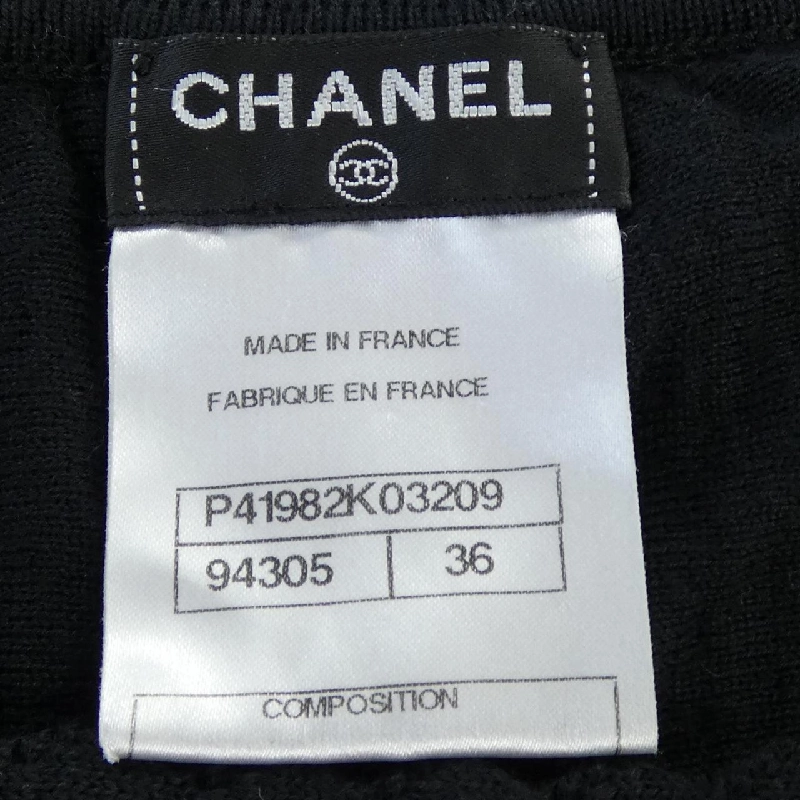 CHANEL
MADE IN FRANCE
FABRIQUE EN FRANCE
P41982K03209
94305 36
COMPOSITION